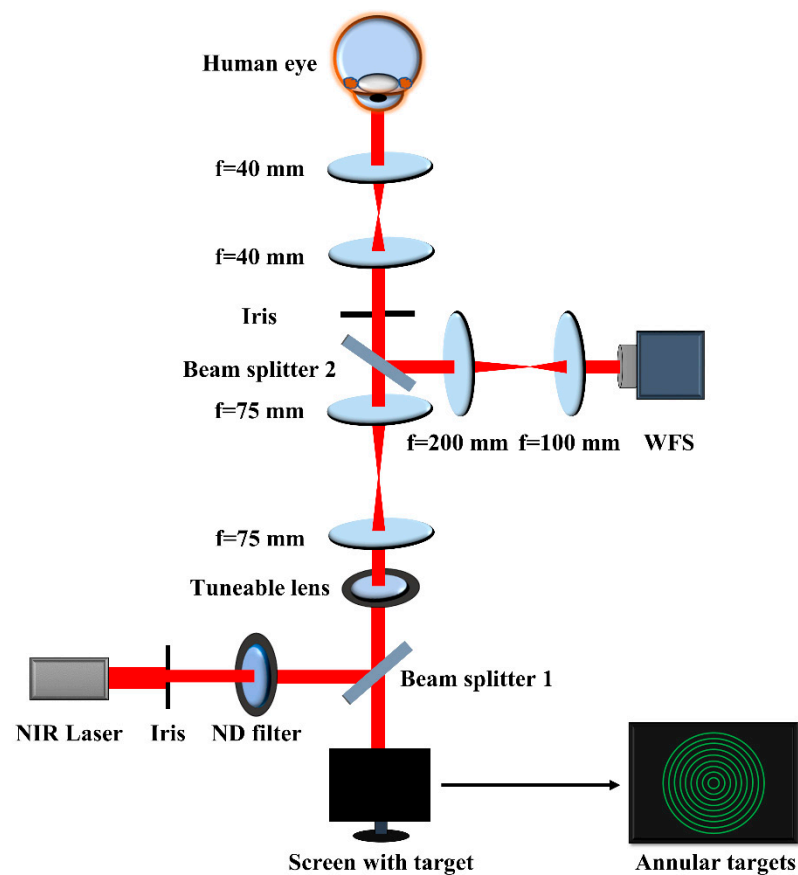 Human eye
f=40 mm
f=40 mm
Iris
Beam splitter 2
f=75 mm
f=200 mm
f=100 mm
WFS
f=75 mm
Tuneable lens
Beam splitter 1
NIR Laser
Iris
ND filter
Screen with target
Annular targets